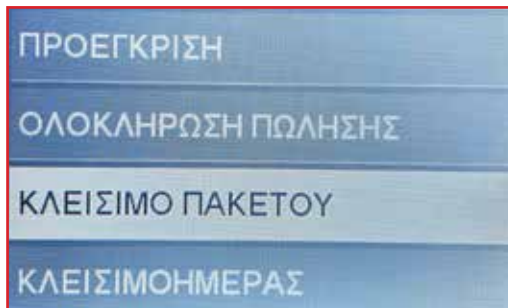 ΠΡΟΕΓΚΡΙΣΗ
ΟΛΟΚΛΗΡΩΣΗ ΠΩΛΗΣΗΣ
ΚΛΕΙΣΙΜΟ ΠΑΚΕΤΟΥ
ΚΛΕΙΣΙΜΟΗΜΕΡΑΣ